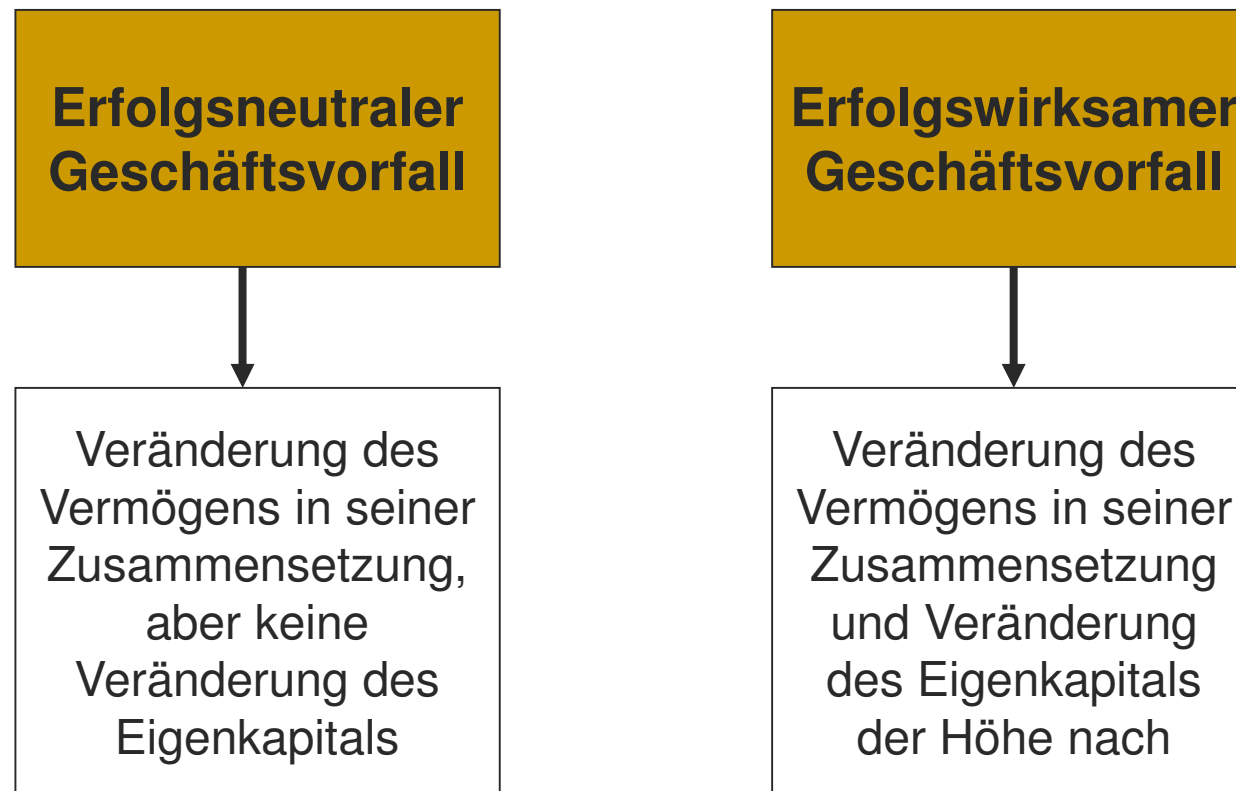 Erfolgsneutraler
Geschäftsvorfall
Veränderung des
Vermögens in seiner
Zusammensetzung,
aber keine
Veränderung des
Eigenkapitals
Erfolgswirksamer
Geschäftsvorfall
Veränderung des
Vermögens in seiner
Zusammensetzung
und Veränderung
des Eigenkapitals
der Höhe nach